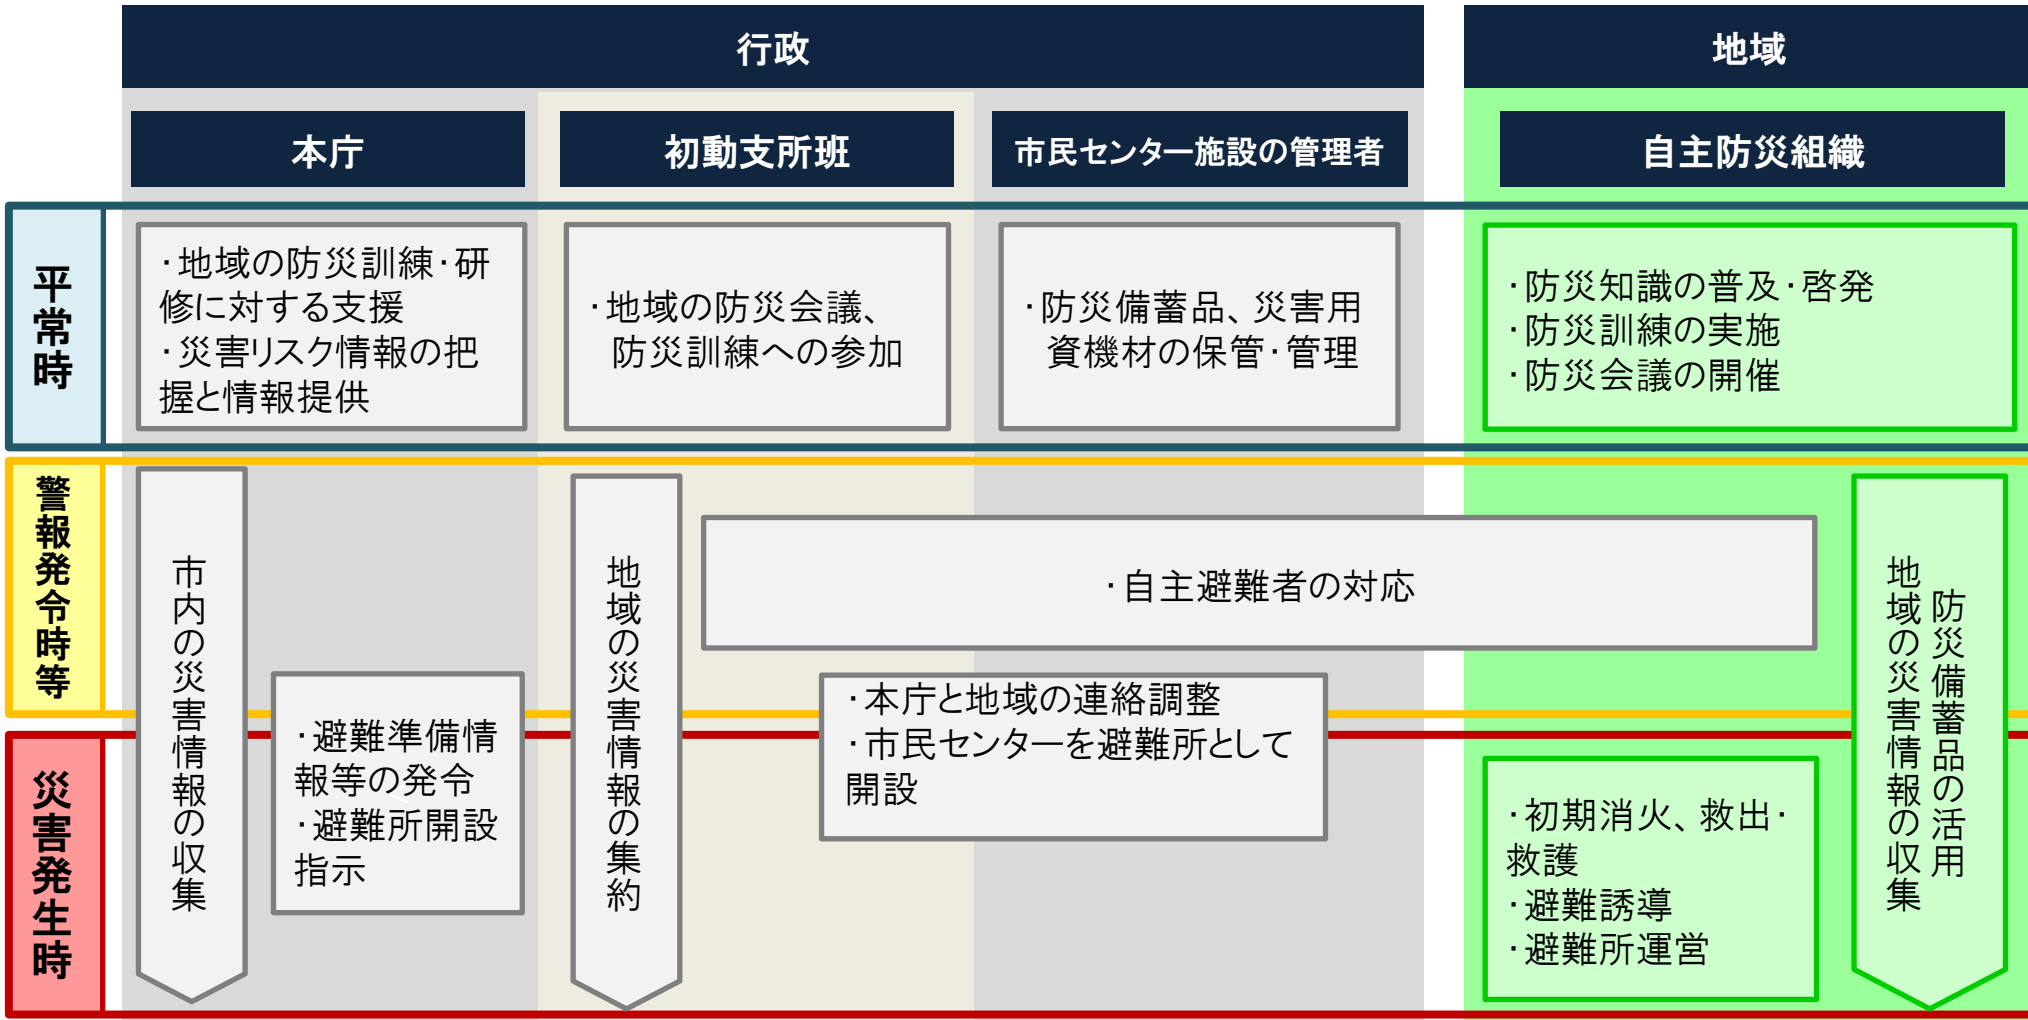 行政
地域
本庁
初動支所班
市民センター施設の管理者
自主防災組織
平常時
・地域の防災訓練・研
修に対する支援
・災害リスク情報の把
握と情報提供
・地域の防災会議、
防災訓練への参加
・防災備蓄品、災害用
資機材の保管・管理
・防災知識の普及・啓発
・防災訓練の実施
・防災会議の開催
警報発令時等
市内の災害情報の収集
地域の災害情報の集約
・自主避難者の対応
防災備蓄品の活用
地域の災害情報の収集
・避難準備情
報等の発令
・避難所開設
指示
・本庁と地域の連絡調整
・市民センターを避難所として
開設
災害発生時
・初期消火、救出・
救護
・避難誘導
・避難所運営